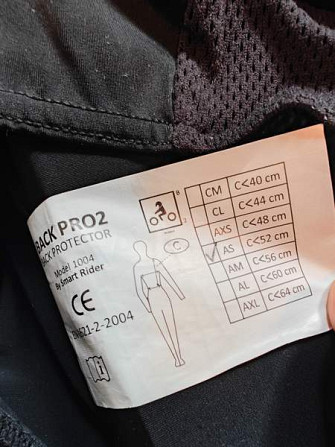 BACK PRO2
BACK PROTECTOR
Model 1004
By Smart Rider
CE
EN1621-2-2004
B
2
C
CM C<40 cm
CL C<44 cm
AXS C<48 cm
AS C<52 cm
AM C<56 cm
AL C<60 cm
AXL C<64 cm